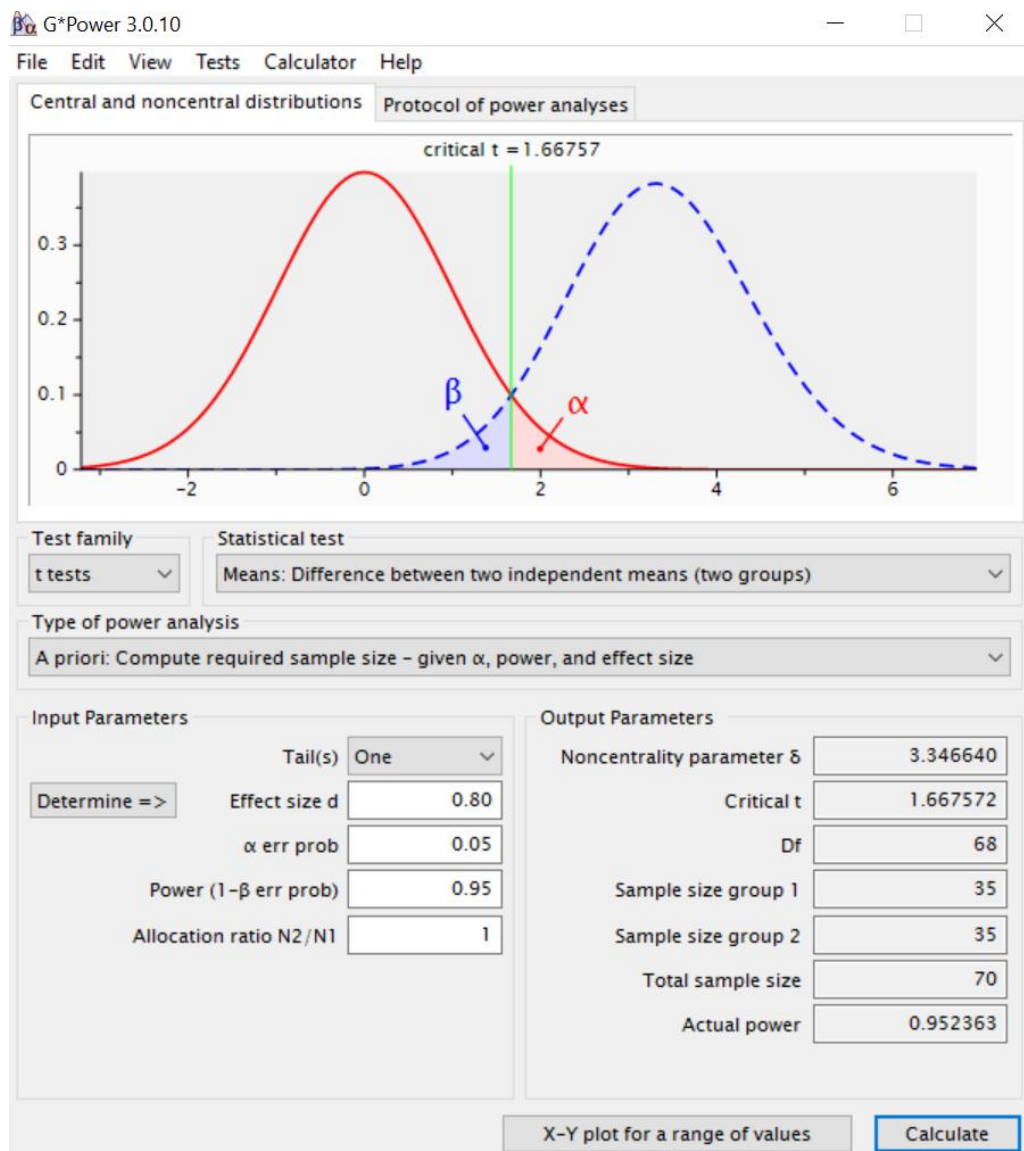 βα G*Power 3.0.10
File Edit View Tests Calculator Help
Central and noncentral distributions Protocol of power analyses
critical t = 1.66757
0.3
0.2
0.1
0
β
α
-2 0 2 4 6
Test family Statistical test
t tests Means: Difference between two independent means (two groups)
Type of power analysis
A priori: Compute required sample size – given α, power, and effect size
Input Parameters
Tail(s) One
Determine => Effect size d 0.80
α err prob 0.05
Power (1-β err prob) 0.95
Allocation ratio N2/N1 1
Output Parameters
Noncentrality parameter δ 3.346640
Critical t 1.667572
Df 68
Sample size group 1 35
Sample size group 2 35
Total sample size 70
Actual power 0.952363
X-Y plot for a range of values Calculate